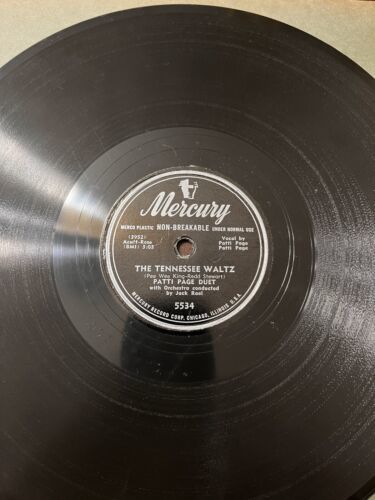 Mercury
MERCO PLASTIC NON-BREAKABLE UNDER NORMAL USE
(3952)
Acuff-Rose
(BMI) 3:05
Vocal by
Patti Page
Patti Page
THE TENNESSEE WALTZ
(Pee Wee King-Redd Stewart)
PATTI PAGE DUET
with Orchestra conducted
by Jack Rael
5534
MERCURY RECORD CORP. CHICAGO, ILLINOIS U.S.A.